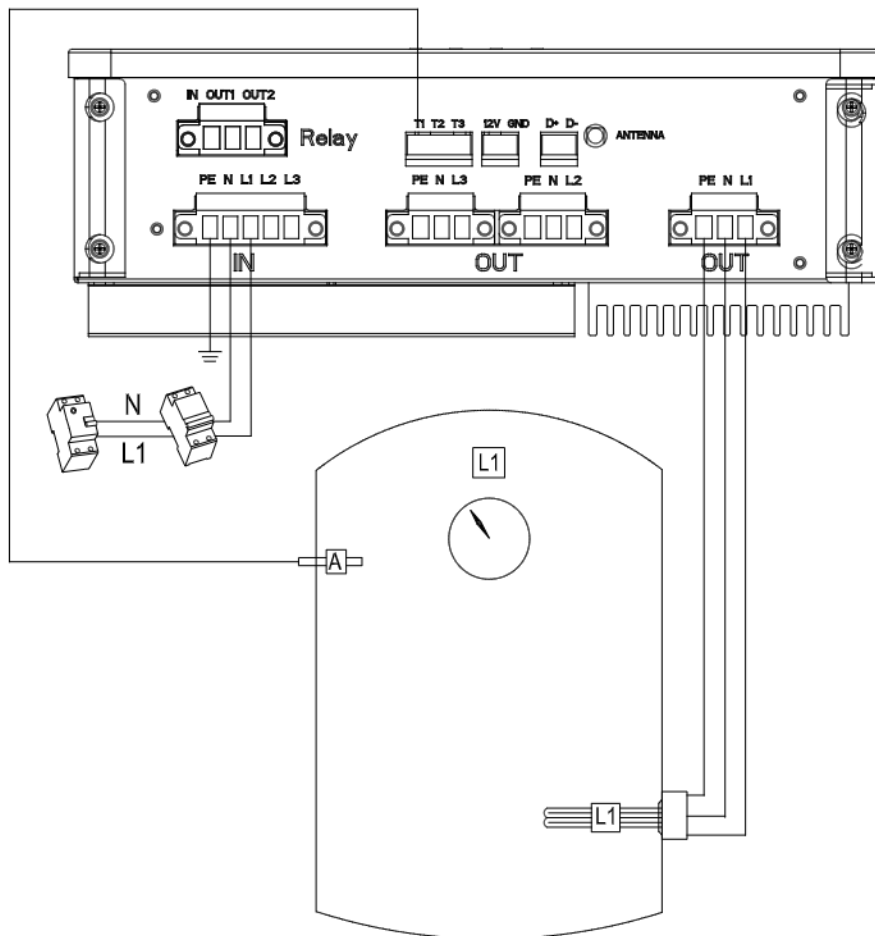 IN OUT1 OUT2
Relay
T1 T2 T3
12V GND
D+ D-
ANTENNA
PE N L1 L2 L3
IN
PE N L3
PE N L2
OUT
PE N L1
OUT
N
L1
L1
A
L1